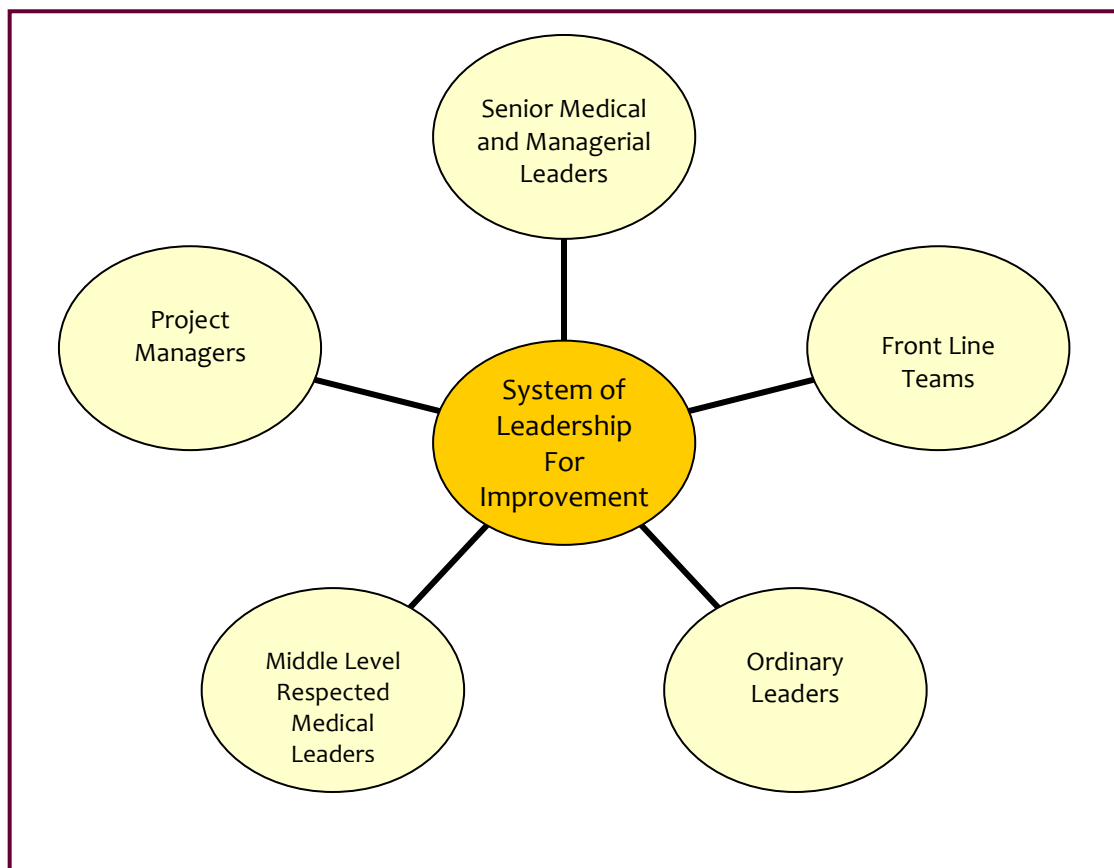 Senior Medical
and Managerial
Leaders
Project
Managers
Front Line
Teams
System of
Leadership
For
Improvement
Middle Level
Respected
Medical
Leaders
Ordinary
Leaders